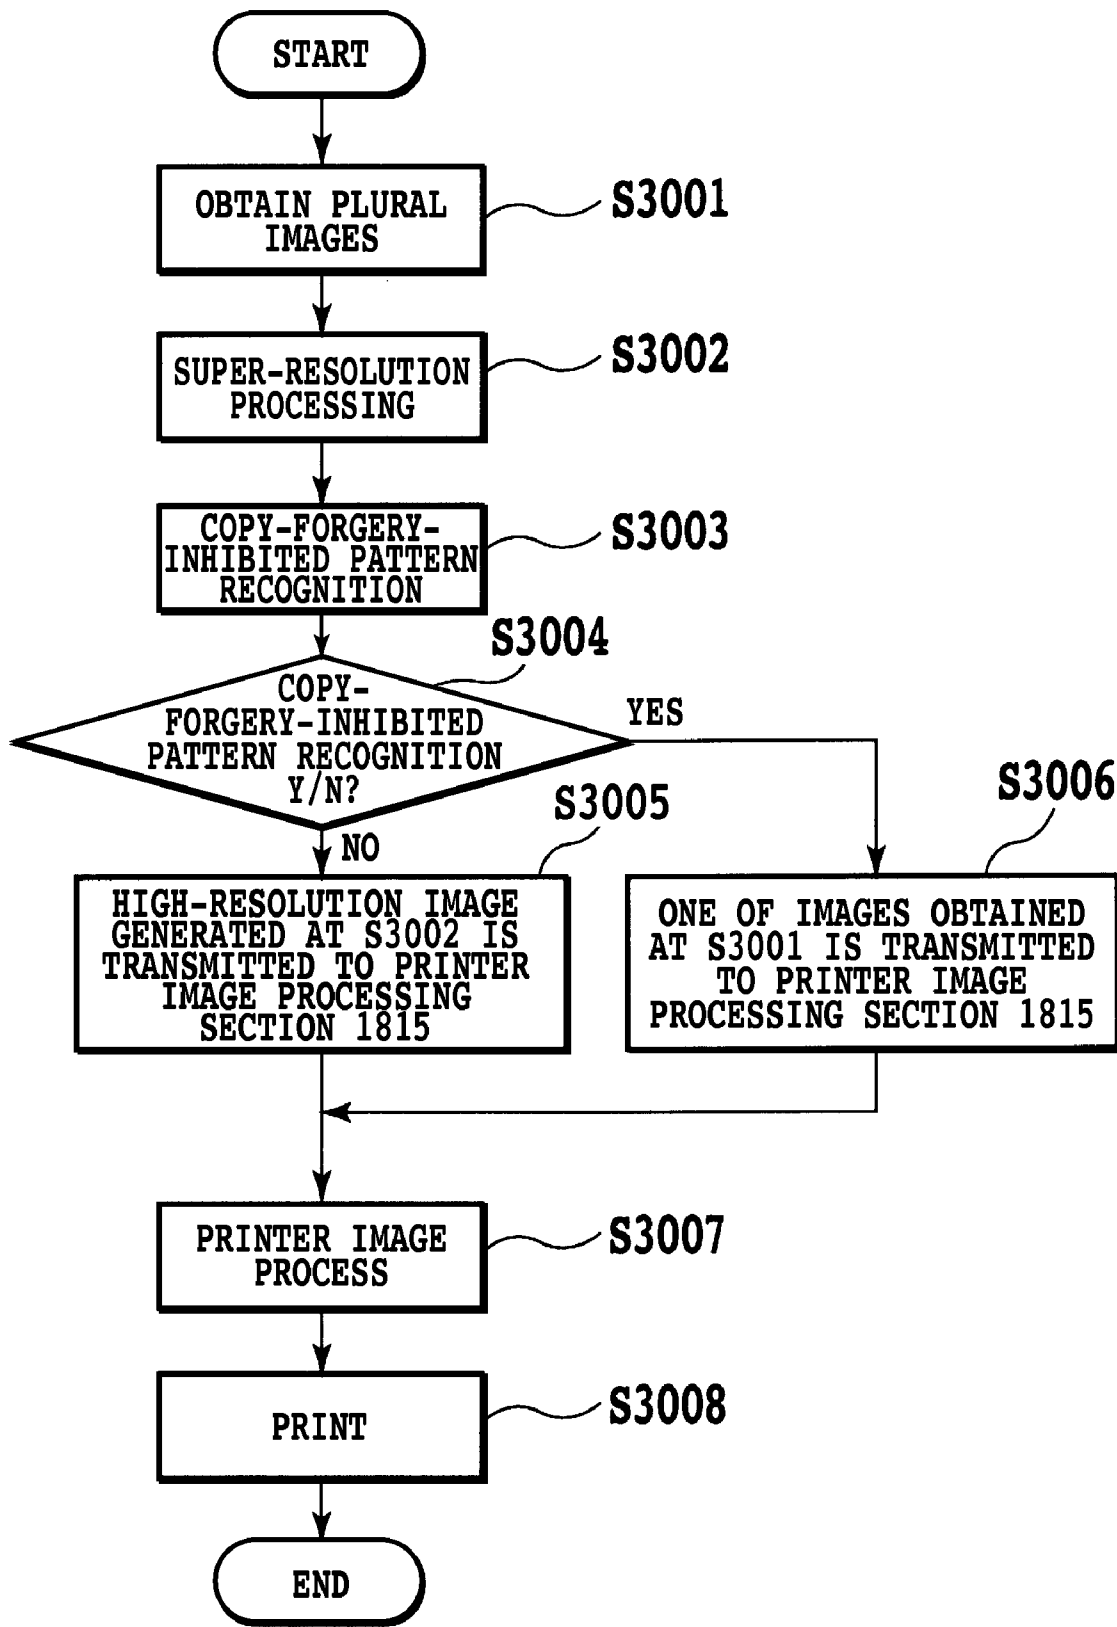 START
OBTAIN PLURAL
IMAGES
S3001
SUPER-RESOLUTION
PROCESSING
S3002
COPY-FORGERY-
INHIBITED PATTERN
RECOGNITION
S3003
S3004
COPY-
FORGERY-INHIBITED
PATTERN RECOGNITION
Y/N?
YES
NO
S3005
HIGH-RESOLUTION IMAGE
GENERATED AT S3002 IS
TRANSMITTED TO PRINTER
IMAGE PROCESSING
SECTION 1815
S3006
ONE OF IMAGES OBTAINED
AT S3001 IS TRANSMITTED
TO PRINTER IMAGE
PROCESSING SECTION 1815
PRINTER IMAGE
PROCESS
S3007
PRINT
S3008
END